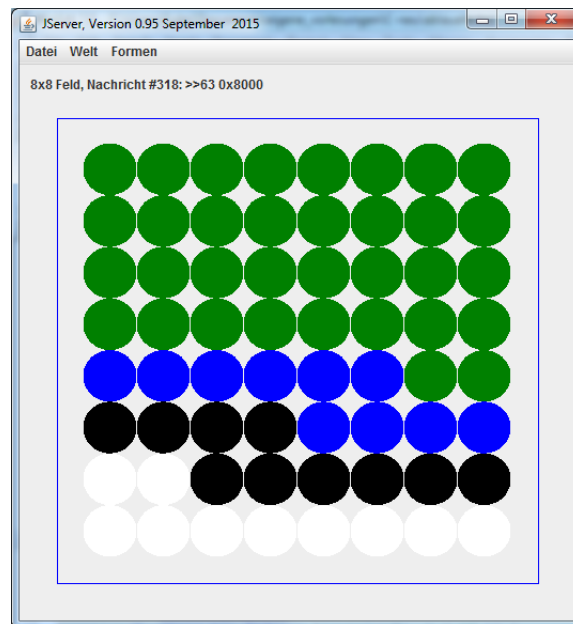 JServer, Version 0.95 September 2015
Datei Welt Formen
8x8 Feld, Nachricht #318: >>63 0x8000